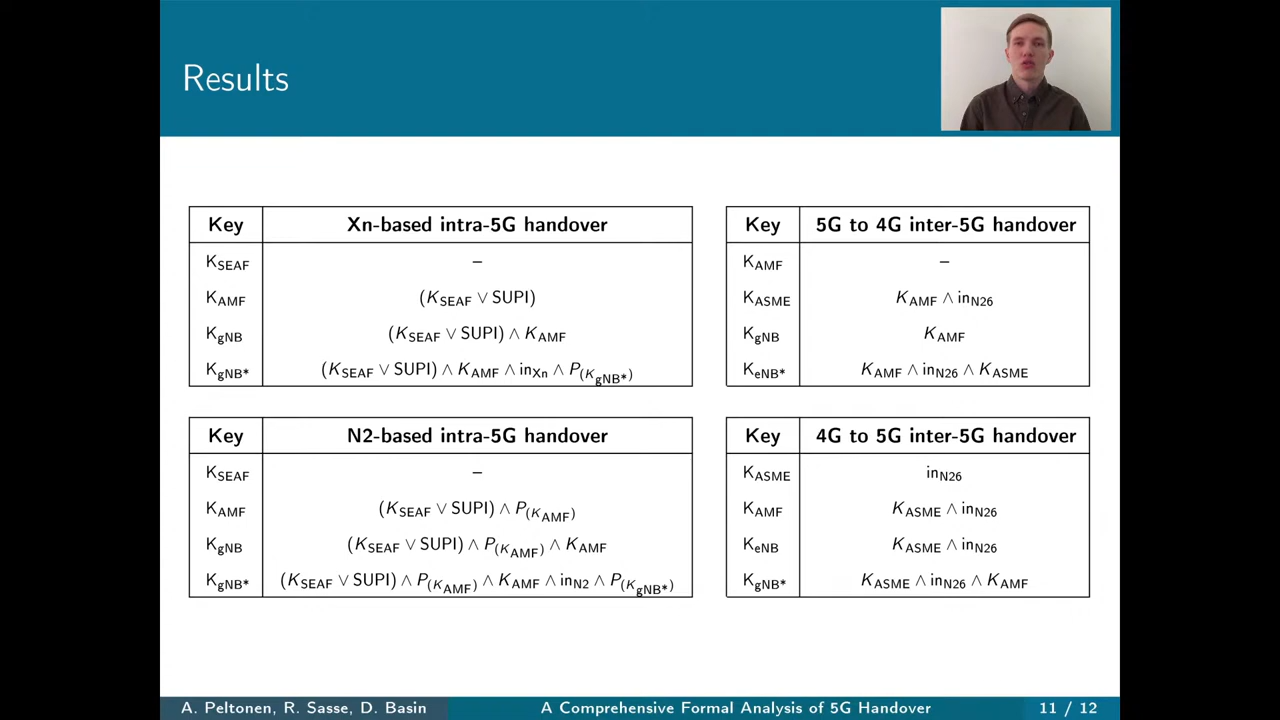 Results
Key Xn-based intra-5G handover
K_SEAF –
K_AMF (K_SEAF ∨ SUPI)
K_gNB (K_SEAF ∨ SUPI) ∧ K_AMF
K_gNB* (K_SEAF ∨ SUPI) ∧ K_AMF ∧ in_Xn ∧ P_(K_gNB*)
Key 5G to 4G inter-5G handover
K_AMF –
K_ASME K_AMF ∧ in_N26
K_gNB K_AMF
K_eNB* K_AMF ∧ in_N26 ∧ K_ASME
Key N2-based intra-5G handover
K_SEAF –
K_AMF (K_SEAF ∨ SUPI) ∧ P_(K_AMF)
K_gNB (K_SEAF ∨ SUPI) ∧ P_(K_AMF) ∧ K_AMF
K_gNB* (K_SEAF ∨ SUPI) ∧ P_(K_AMF) ∧ K_AMF ∧ in_N2 ∧ P_(K_gNB*)
Key 4G to 5G inter-5G handover
K_ASME in_N26
K_AMF K_ASME ∧ in_N26
K_eNB K_ASME ∧ in_N26
K_gNB* K_ASME ∧ in_N26 ∧ K_AMF
A. Peltonen, R. Sasse, D. Basin A Comprehensive Formal Analysis of 5G Handover 11 / 12